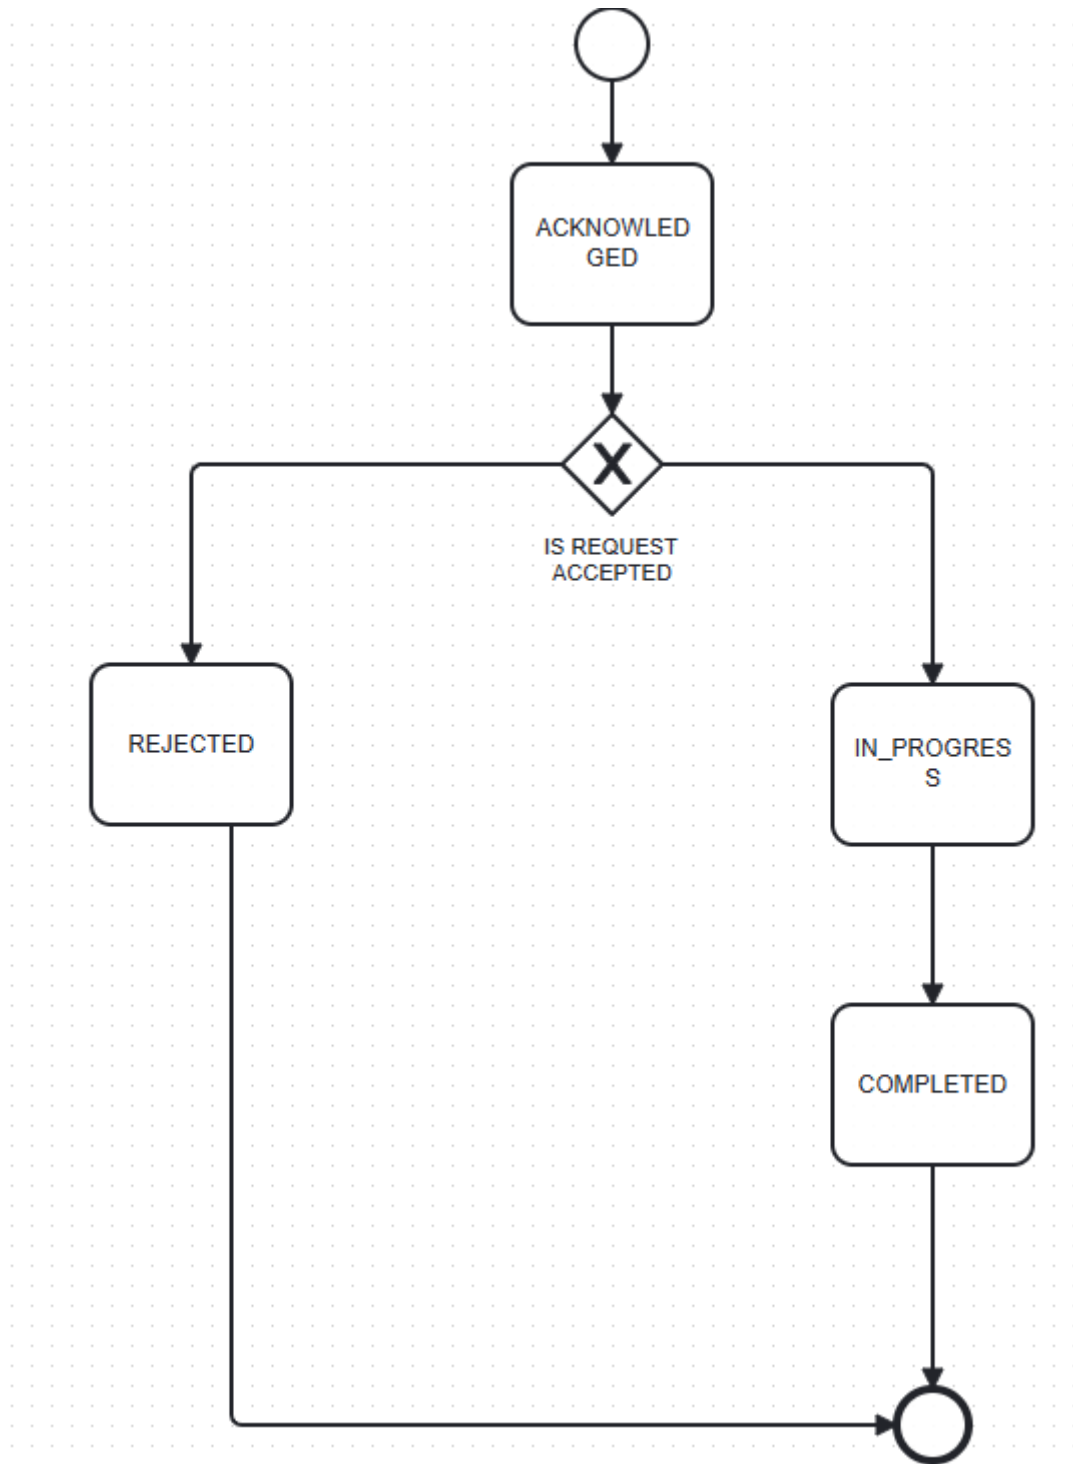 ACKNOWLED
GED
X
IS REQUEST
ACCEPTED
REJECTED
IN_PROGRES
S
COMPLETED